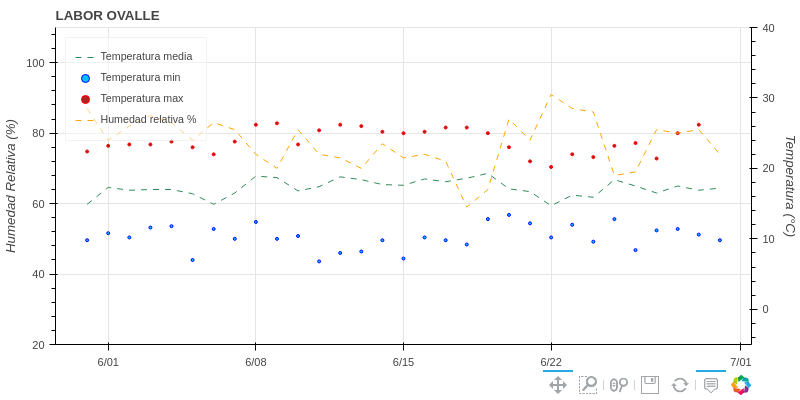 LABOR OVALLE
Temperatura media
Temperatura min
Temperatura max
Humedad relativa %
Humedad Relativa (%)
100
80
60
40
20
40
30
20
10
0
Temperatura (°C)
6/01
6/08
6/15
6/22
7/01